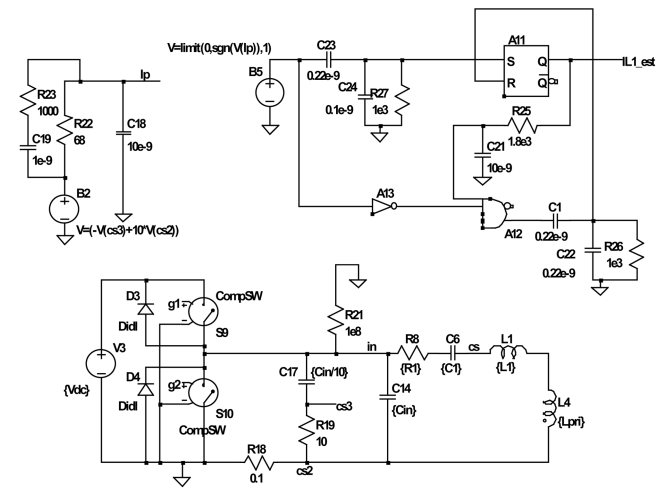 V=limit(0,sgn(V(Ip)),1)
Ip
R23
1000
R22
68
C19
1e-9
C18
10e-9
B2
V=(-V(cs3)+10*V(cs2))
B5
C23
0.22e-9
C24
0.1e-9
R27
1e3
A11
S Q
R Q
IL1_est
R25
1.8e3
C21
10e-9
A13
A12
C1
0.22e-9
C22
0.22e-9
R26
1e3
V3
{Vdc}
D3
Didl
g1
CompSW
S9
D4
Didl
g2
S10
CompSW
R18
0.1
R21
1e8
C17
{Cin/10}
cs3
R19
10
cs2
in
C14
{Cin}
R8
{R1}
C6
{C1}
cs
L1
{L1}
L4
{Lpri}